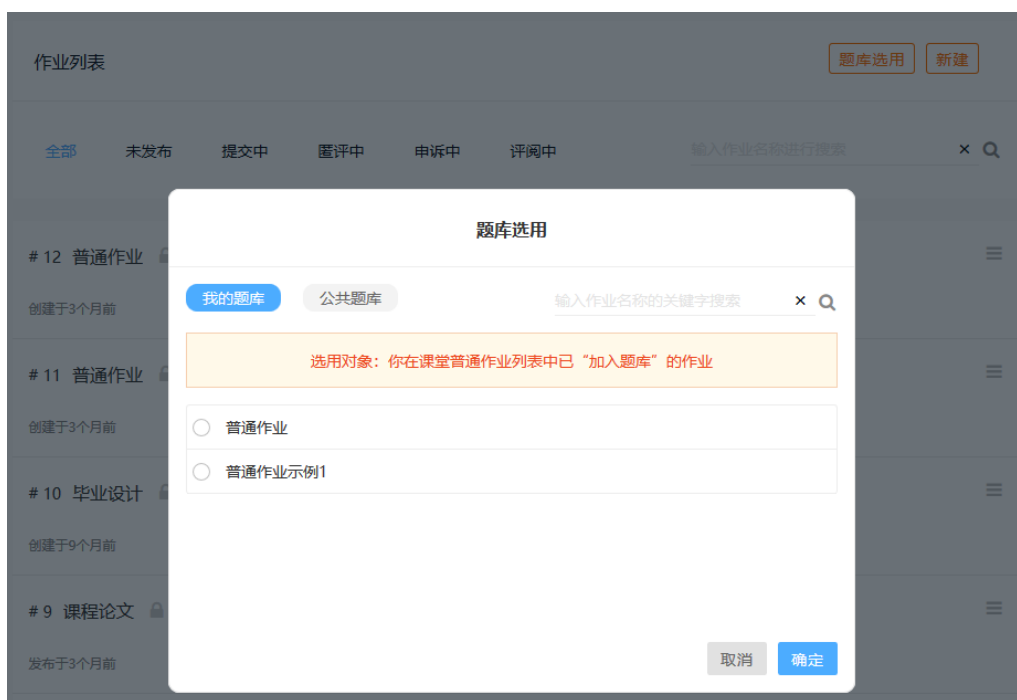 作业列表 题库选用 新建
全部 未发布 提交中 匿评中 申诉中 评阅中 输入作业名称进行搜索 ×
题库选用
# 12 普通作业
我的题库 公共题库 输入作业名称的关键字搜索 ×
创建于3个月前
选用对象：你在课堂普通作业列表中已“加入题库”的作业
# 11 普通作业
创建于3个月前
普通作业
普通作业示例1
# 10 毕业设计
创建于9个月前
# 9 课程论文
发布于3个月前
取消 确定